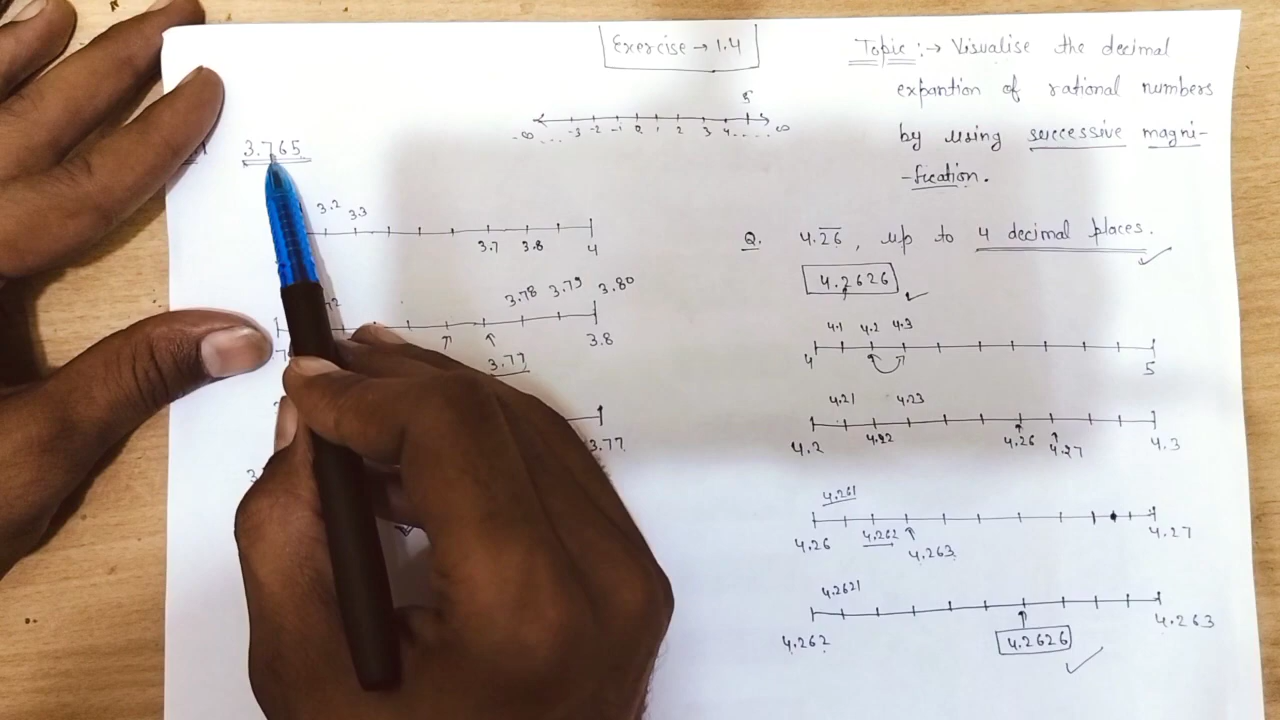 Exercise → 1.4
Topic :→ Visualise the decimal
expantion of rational numbers
by using successive magni-
-fication.
5
-∞ ... -3 -2 -1 0 1 2 3 4 ..... ∞
3.765
3.2 3.3
3.7 3.8 4
3.78 3.79 3.80
3.77 3.8
3.77
Q. 4.2̅6̅, up to 4 decimal places.
4.2626
4.1 4.2 4.3
4 5
4.21 4.23
4.2 4.22 4.26 4.27 4.3
4.261
4.26 4.262 4.263 4.27
4.2621
4.262 4.2626 4.263